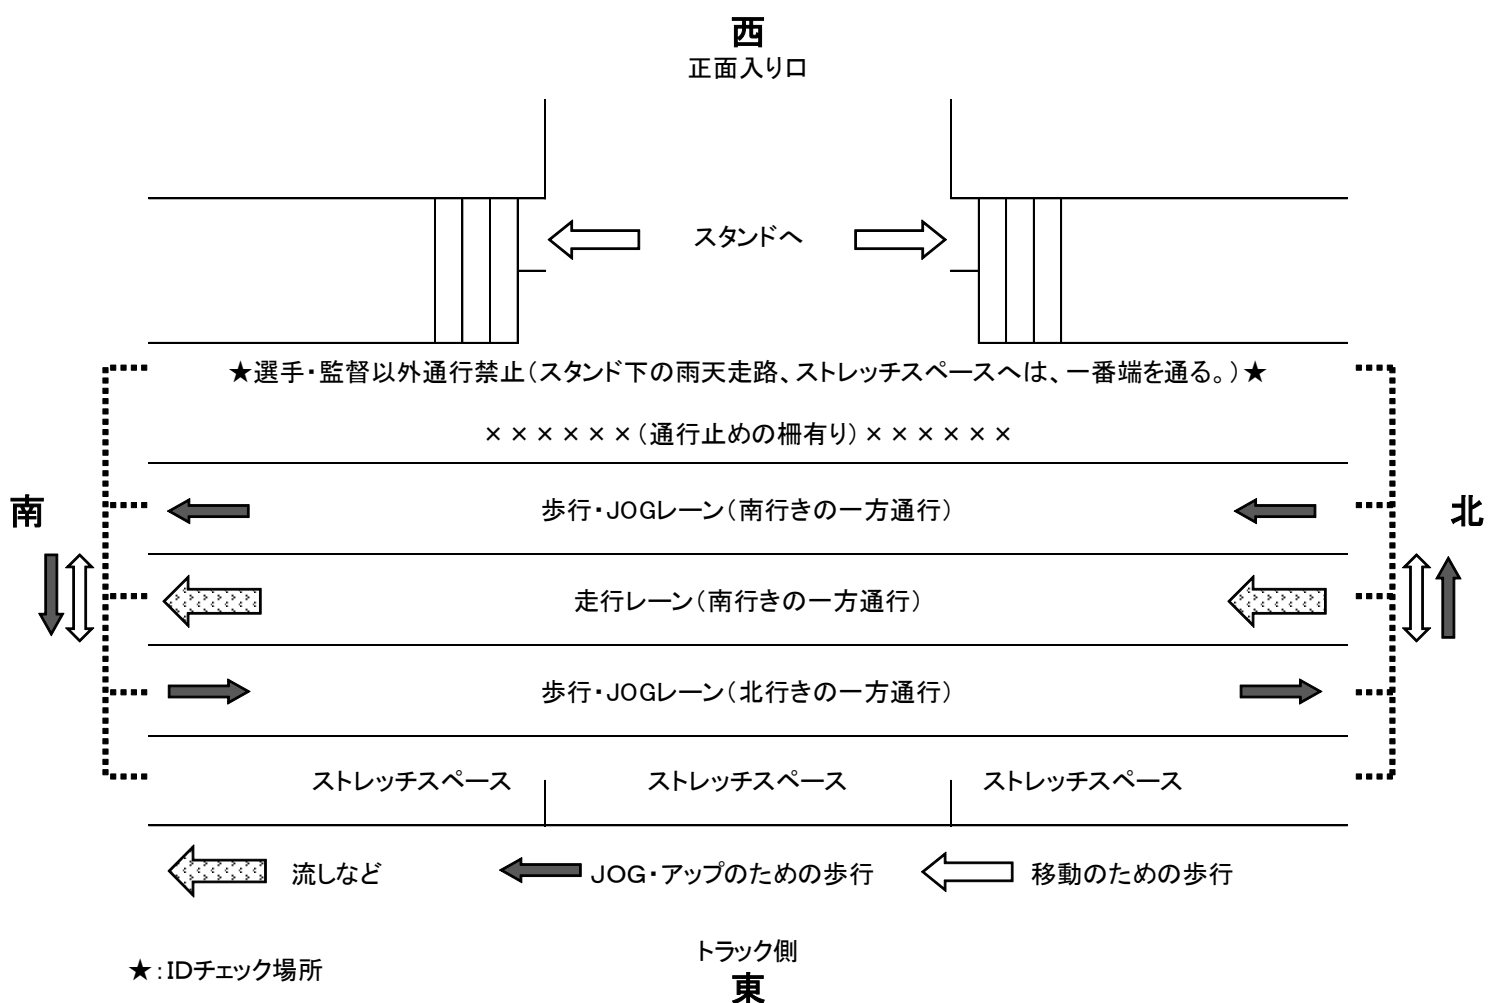 西
正面入り口
スタンドへ
★選手・監督以外通行禁止(スタンド下の雨天走路、ストレッチスペースへは、一番端を通る。)★
××××××(通行止めの柵有り)××××××
南
歩行・JOGレーン(南行きの一方通行)
北
走行レーン(南行きの一方通行)
歩行・JOGレーン(北行きの一方通行)
ストレッチスペース ストレッチスペース ストレッチスペース
流しなど JOG・アップのための歩行 移動のための歩行
トラック側
★:IDチェック場所
東